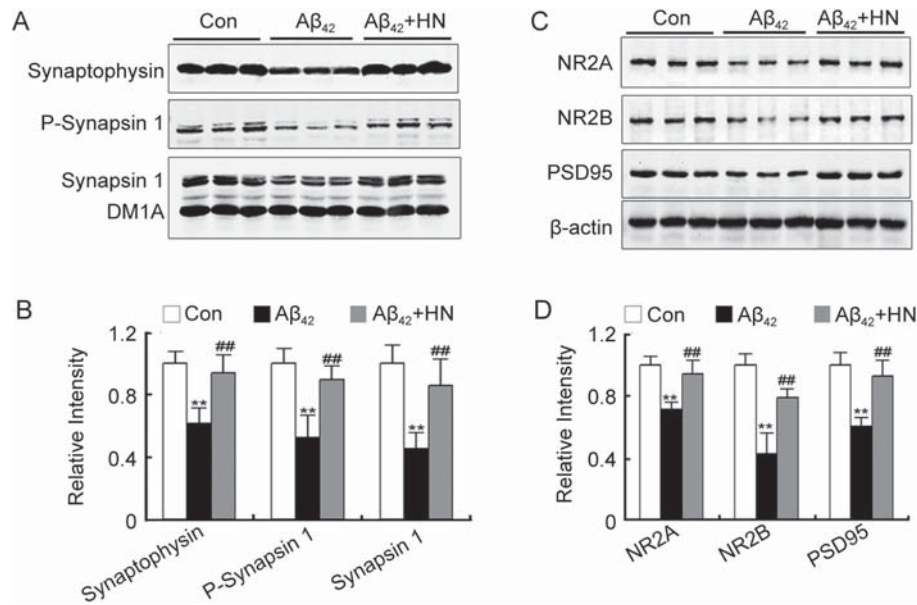 A
Con Aβ₄₂ Aβ₄₂+HN
Synaptophysin
P-Synapsin 1
Synapsin 1
DM1A
B
Con Aβ₄₂ Aβ₄₂+HN
Relative Intensity
1.2
0.8
0.4
0
** ## ** ## ** ##
Synaptophysin P-Synapsin 1 Synapsin 1
C
Con Aβ₄₂ Aβ₄₂+HN
NR2A
NR2B
PSD95
β-actin
D
Con Aβ₄₂ Aβ₄₂+HN
Relative Intensity
1.2
0.8
0.4
0
** ## ** ## ** ##
NR2A NR2B PSD95